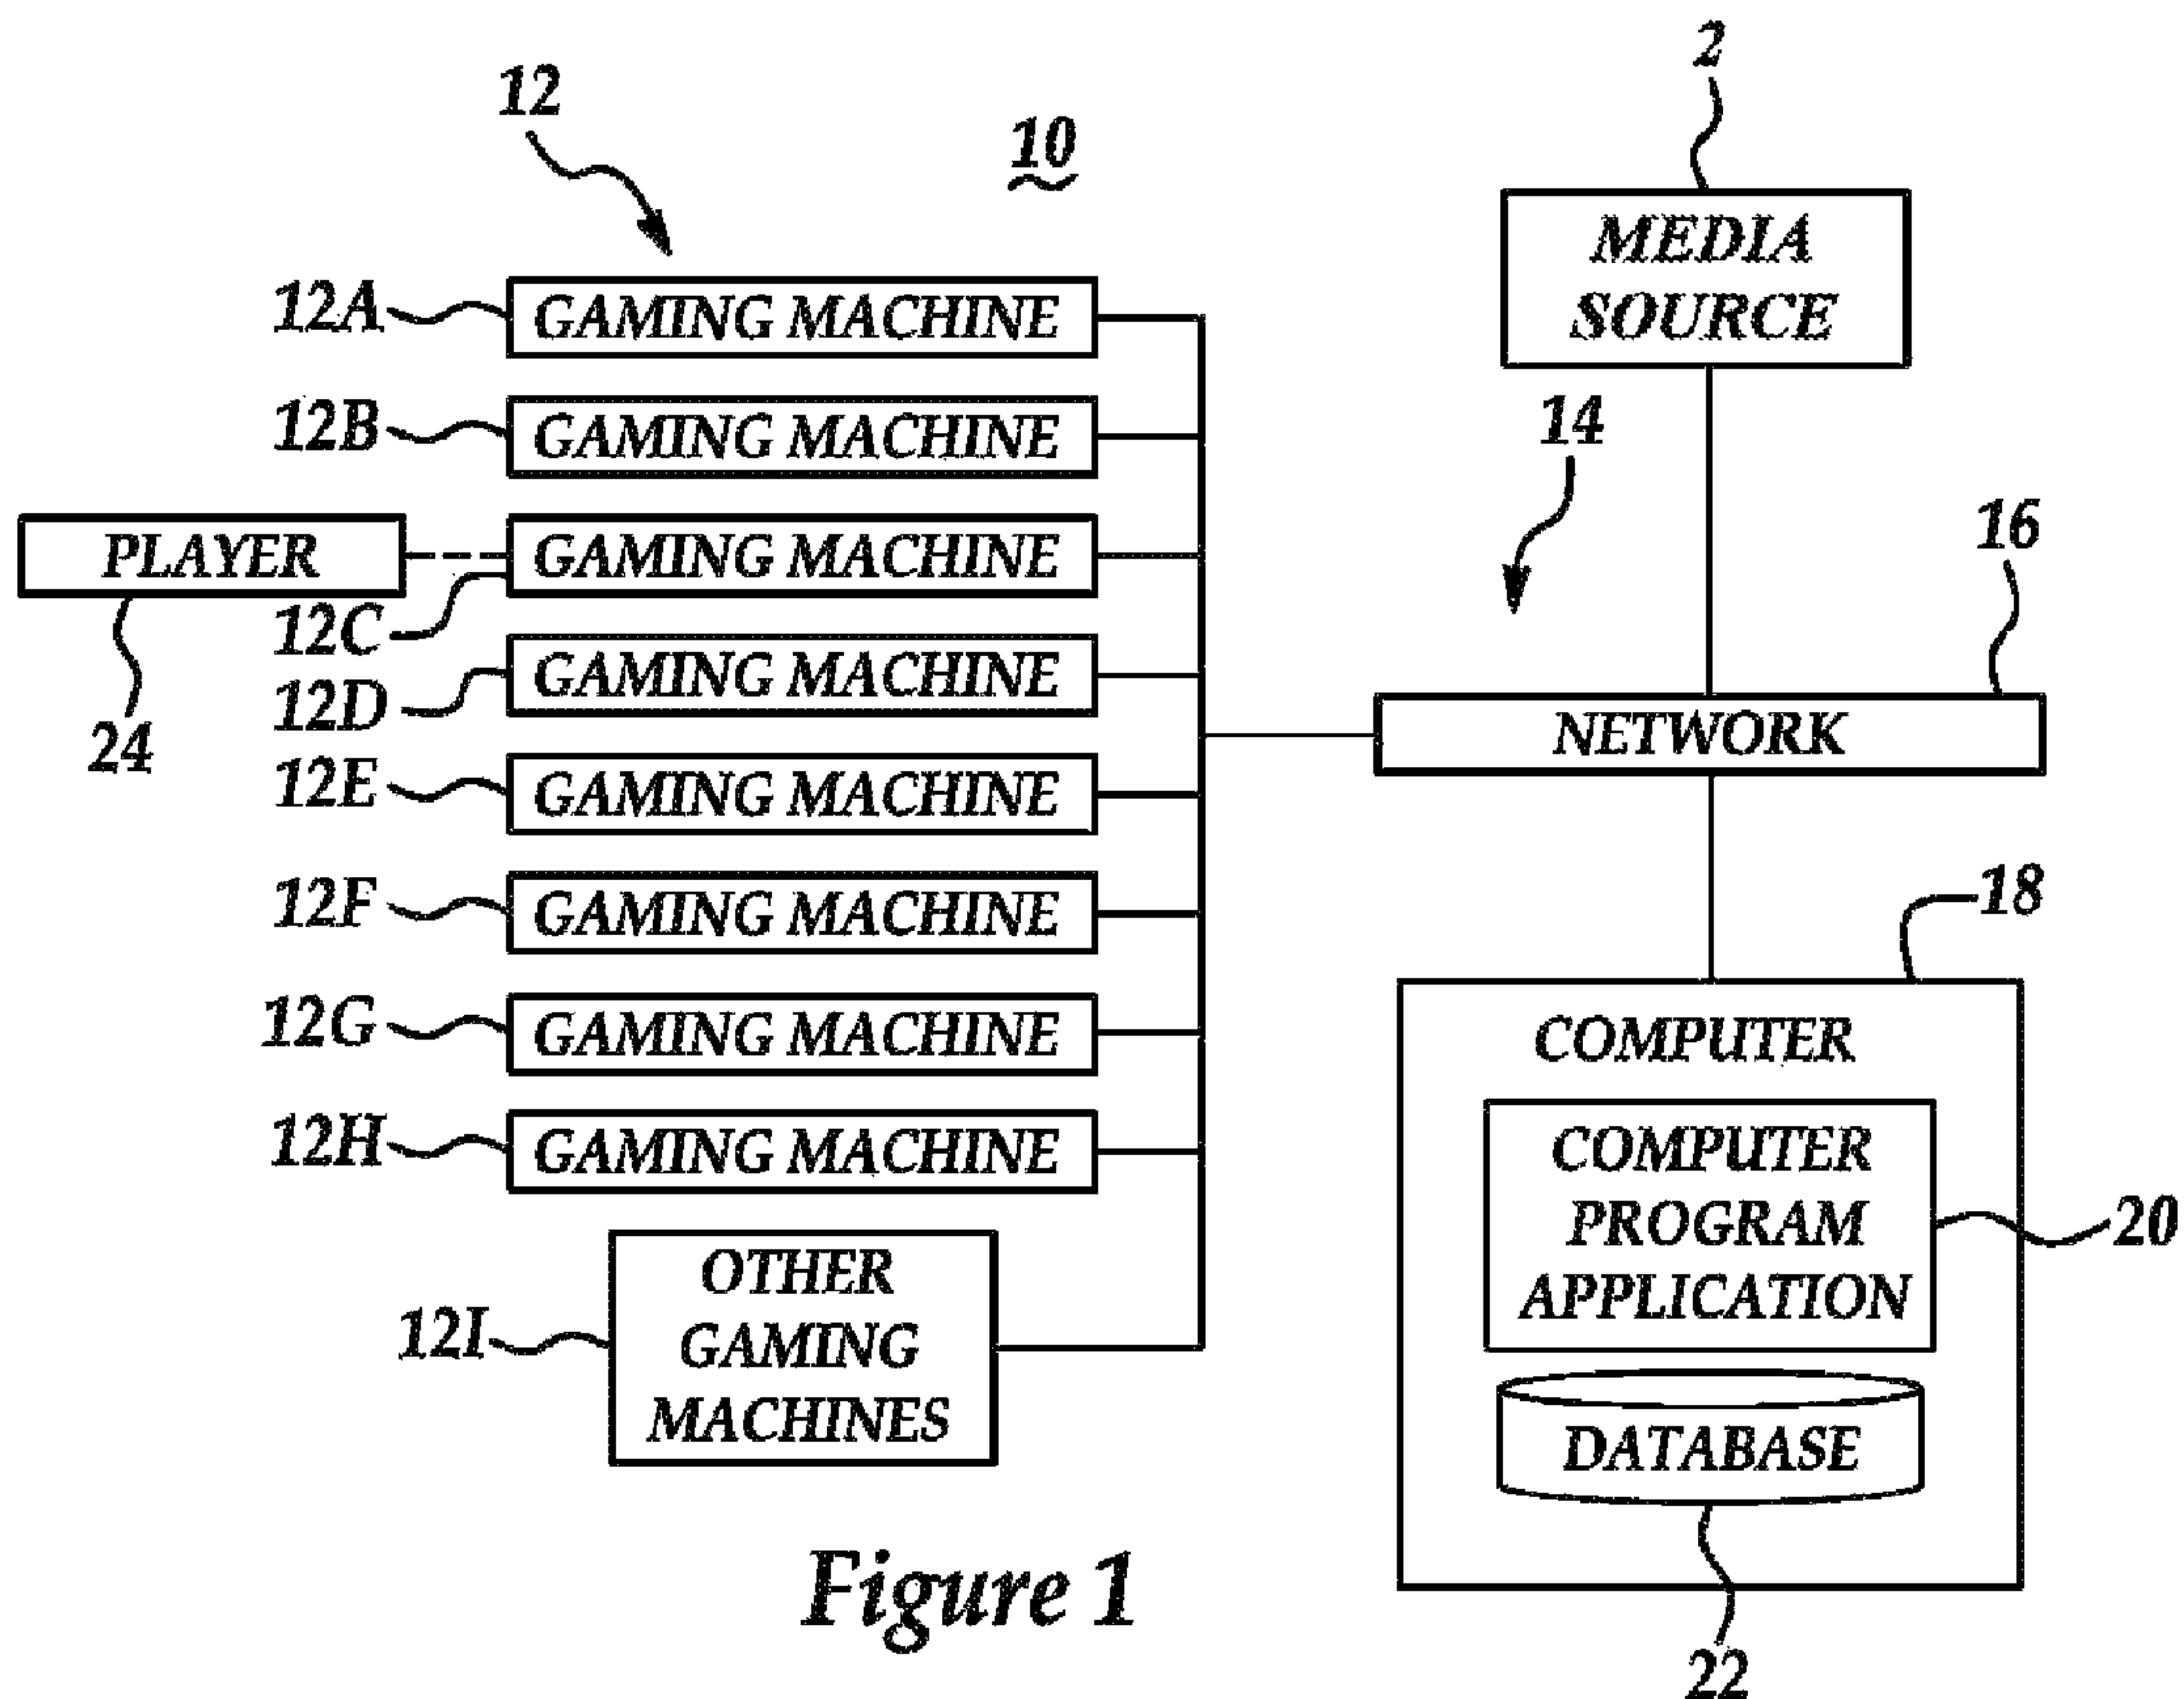 2
12
10
MEDIA
SOURCE
12A
GAMING MACHINE
12B
GAMING MACHINE
14
PLAYER
GAMING MACHINE
16
12C
12D
GAMING MACHINE
24
NETWORK
12E
GAMING MACHINE
12F
GAMING MACHINE
18
12G
GAMING MACHINE
COMPUTER
12H
GAMING MACHINE
COMPUTER
PROGRAM
APPLICATION
20
12I
OTHER
GAMING
MACHINES
DATABASE
22
Figure 1